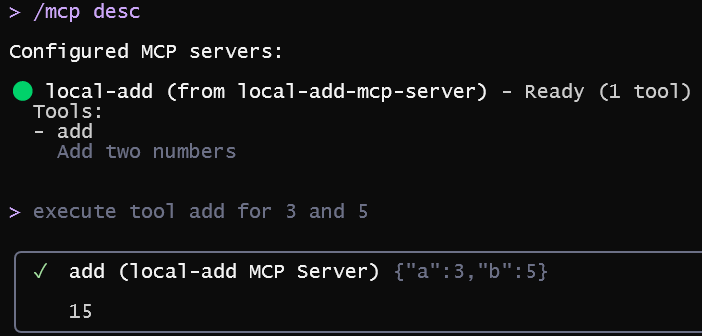 > /mcp desc
Configured MCP servers:
local-add (from local-add-mcp-server) - Ready (1 tool)
Tools:
- add
Add two numbers
> execute tool add for 3 and 5
✓ add (local-add MCP Server) {"a":3,"b":5}
15